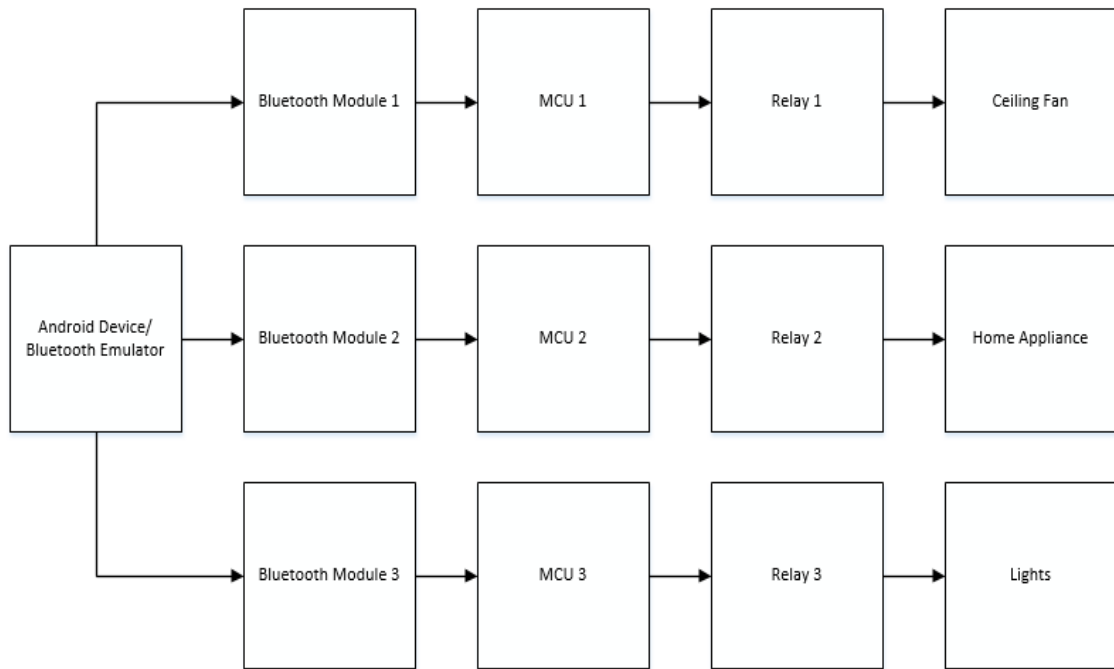 Bluetooth Module 1
MCU 1
Relay 1
Ceiling Fan
Android Device/
Bluetooth Emulator
Bluetooth Module 2
MCU 2
Relay 2
Home Appliance
Bluetooth Module 3
MCU 3
Relay 3
Lights